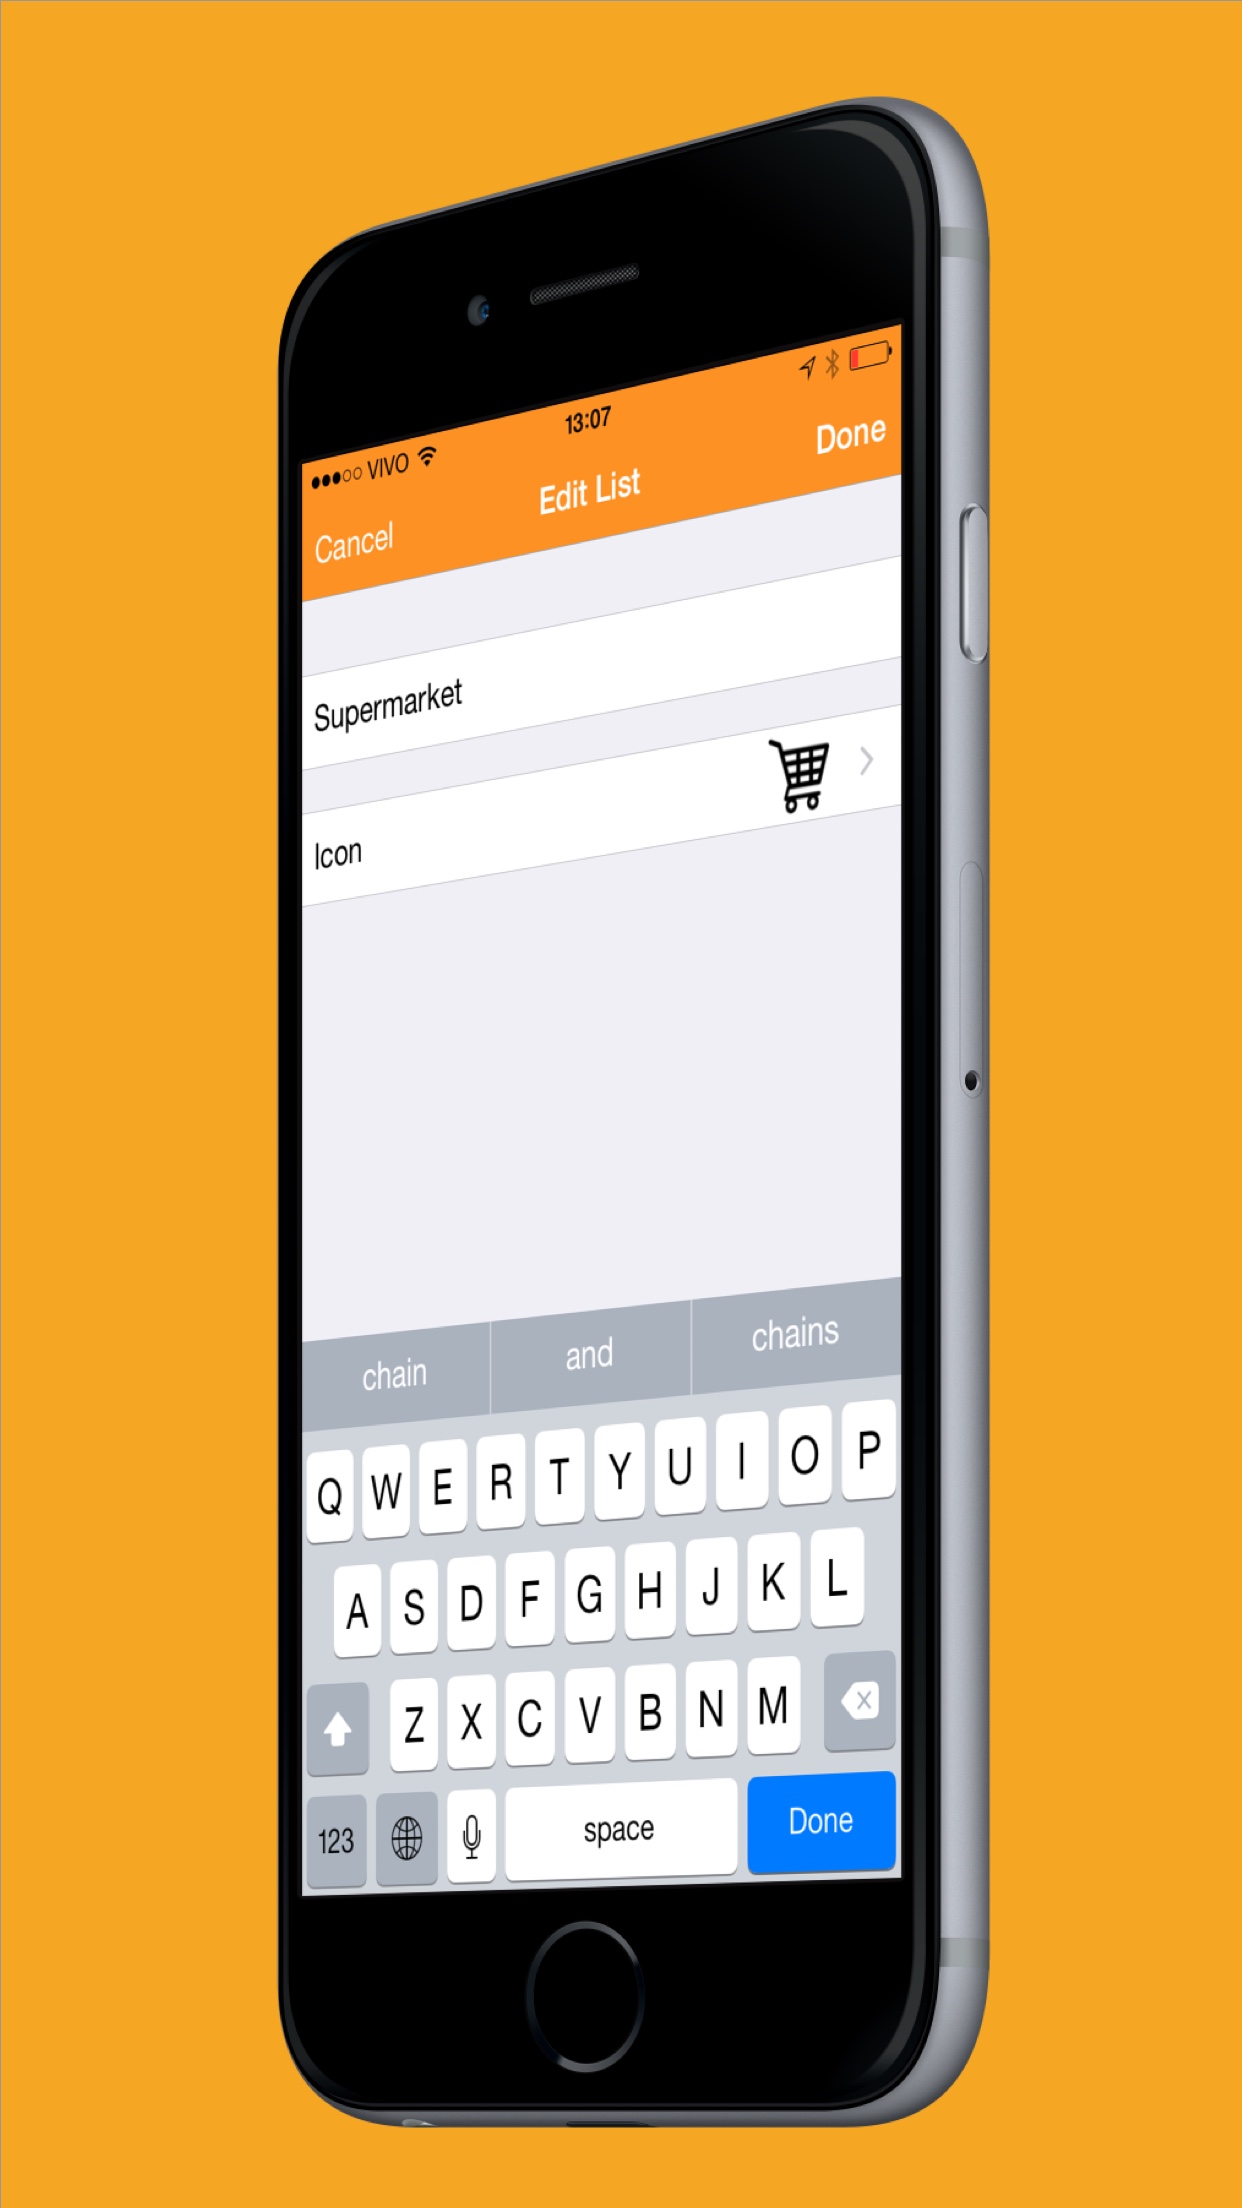 VIVO 13:07
Cancel Edit List Done
Supermarket
Icon
chain and chains
Q W E R T Y U I O P
A S D F G H J K L
Z X C V B N M
123 space Done